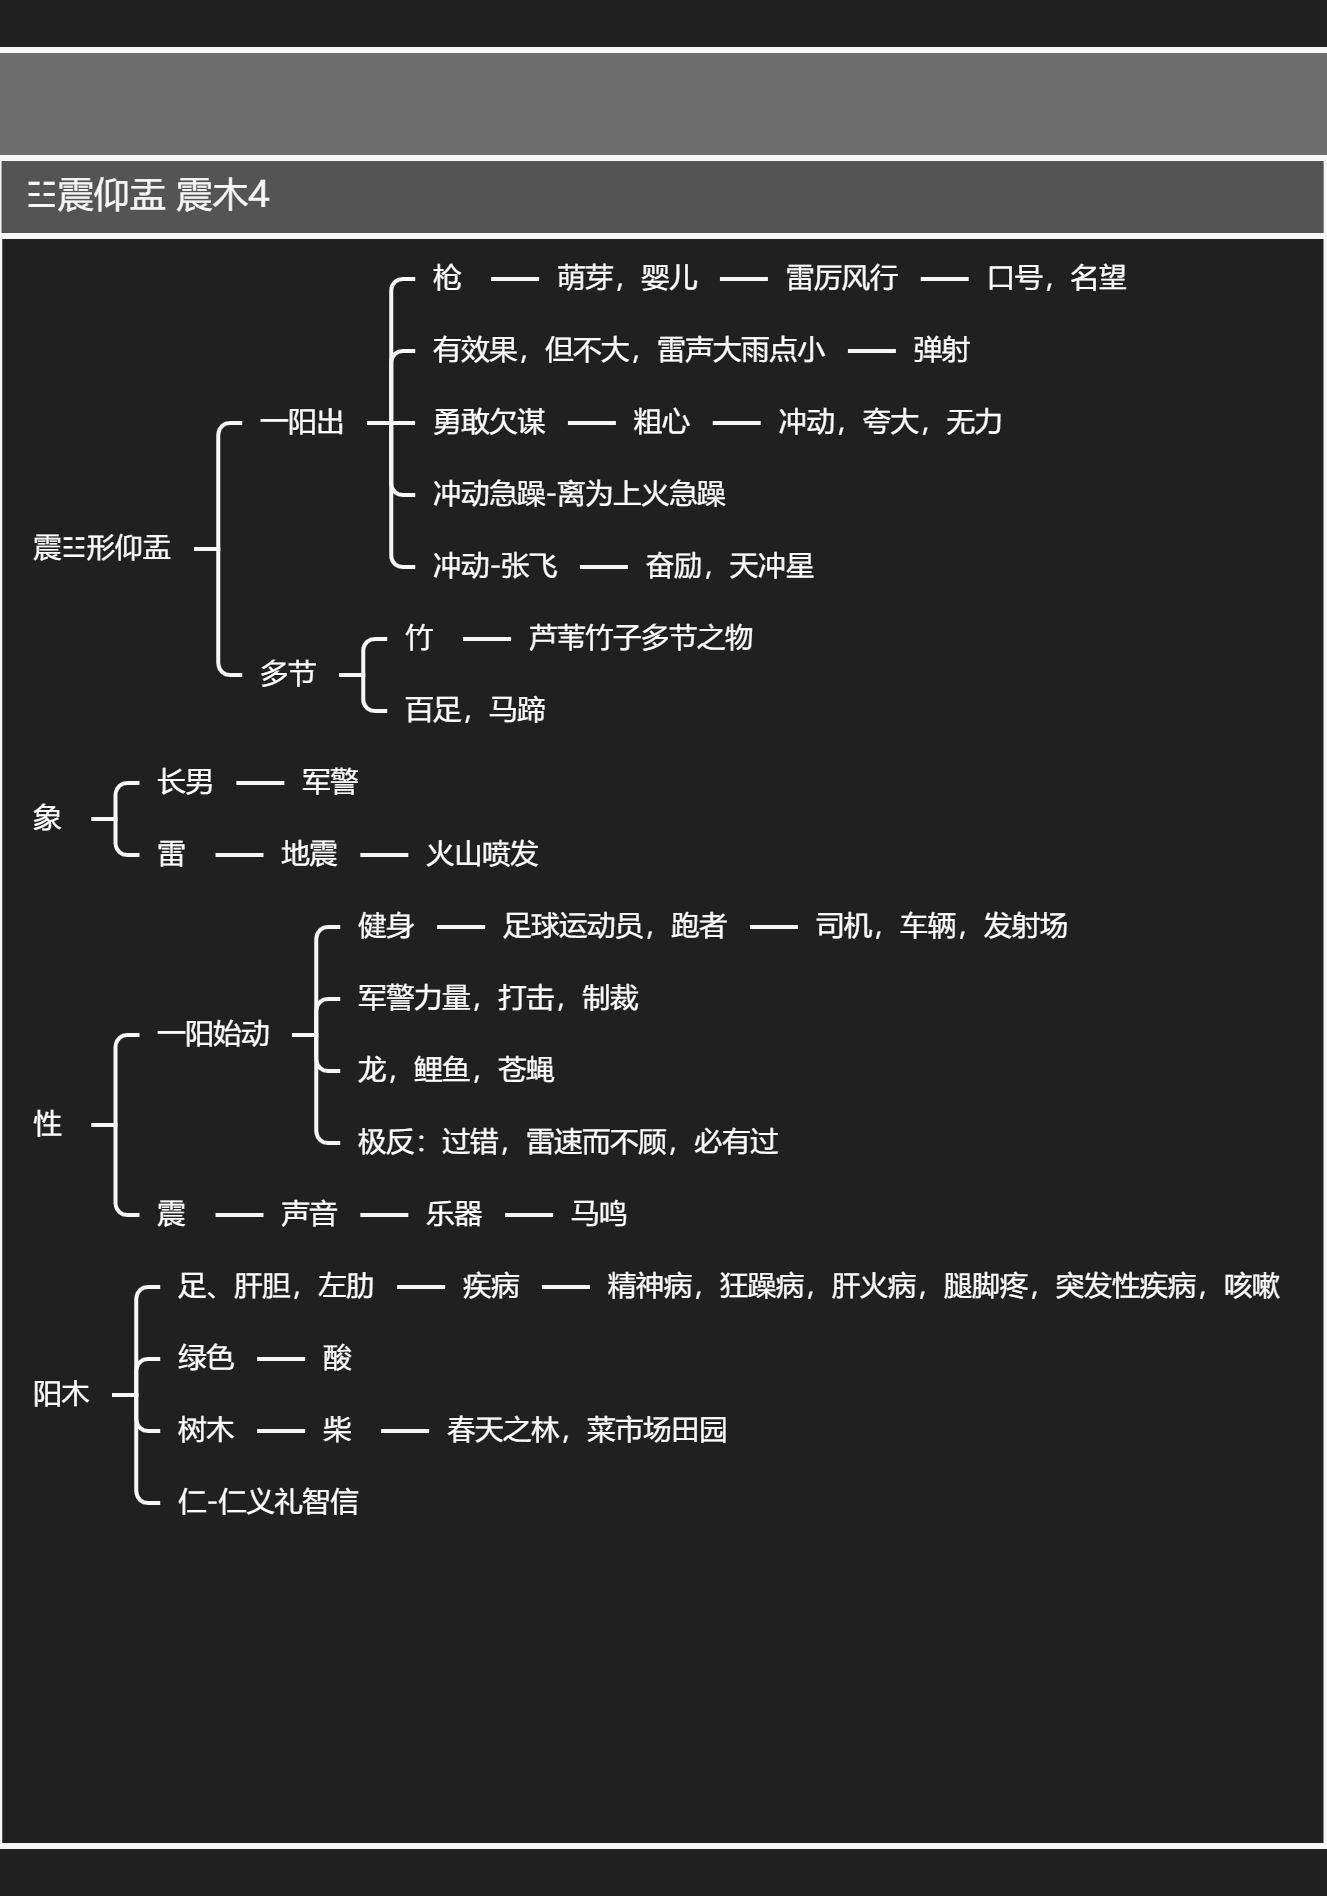 ☳震仰盂 震木4
枪 萌芽，婴儿 雷厉风行 口号，名望
有效果，但不大，雷声大雨点小 弹射
一阳出 勇敢欠谋 粗心 冲动，夸大，无力
冲动急躁-离为上火急躁
震☳形仰盂
冲动-张飞 奋励，天冲星
竹 芦苇竹子多节之物
多节
百足，马蹄
长男 军警
象
雷 地震 火山喷发
健身 足球运动员，跑者 司机，车辆，发射场
军警力量，打击，制裁
一阳始动
龙，鲤鱼，苍蝇
性
极反：过错，雷速而不顾，必有过
震 声音 乐器 马鸣
足、肝胆，左肋 疾病 精神病，狂躁病，肝火病，腿脚疼，突发性疾病，咳嗽
绿色 酸
阳木
树木 柴 春天之林，菜市场田园
仁-仁义礼智信